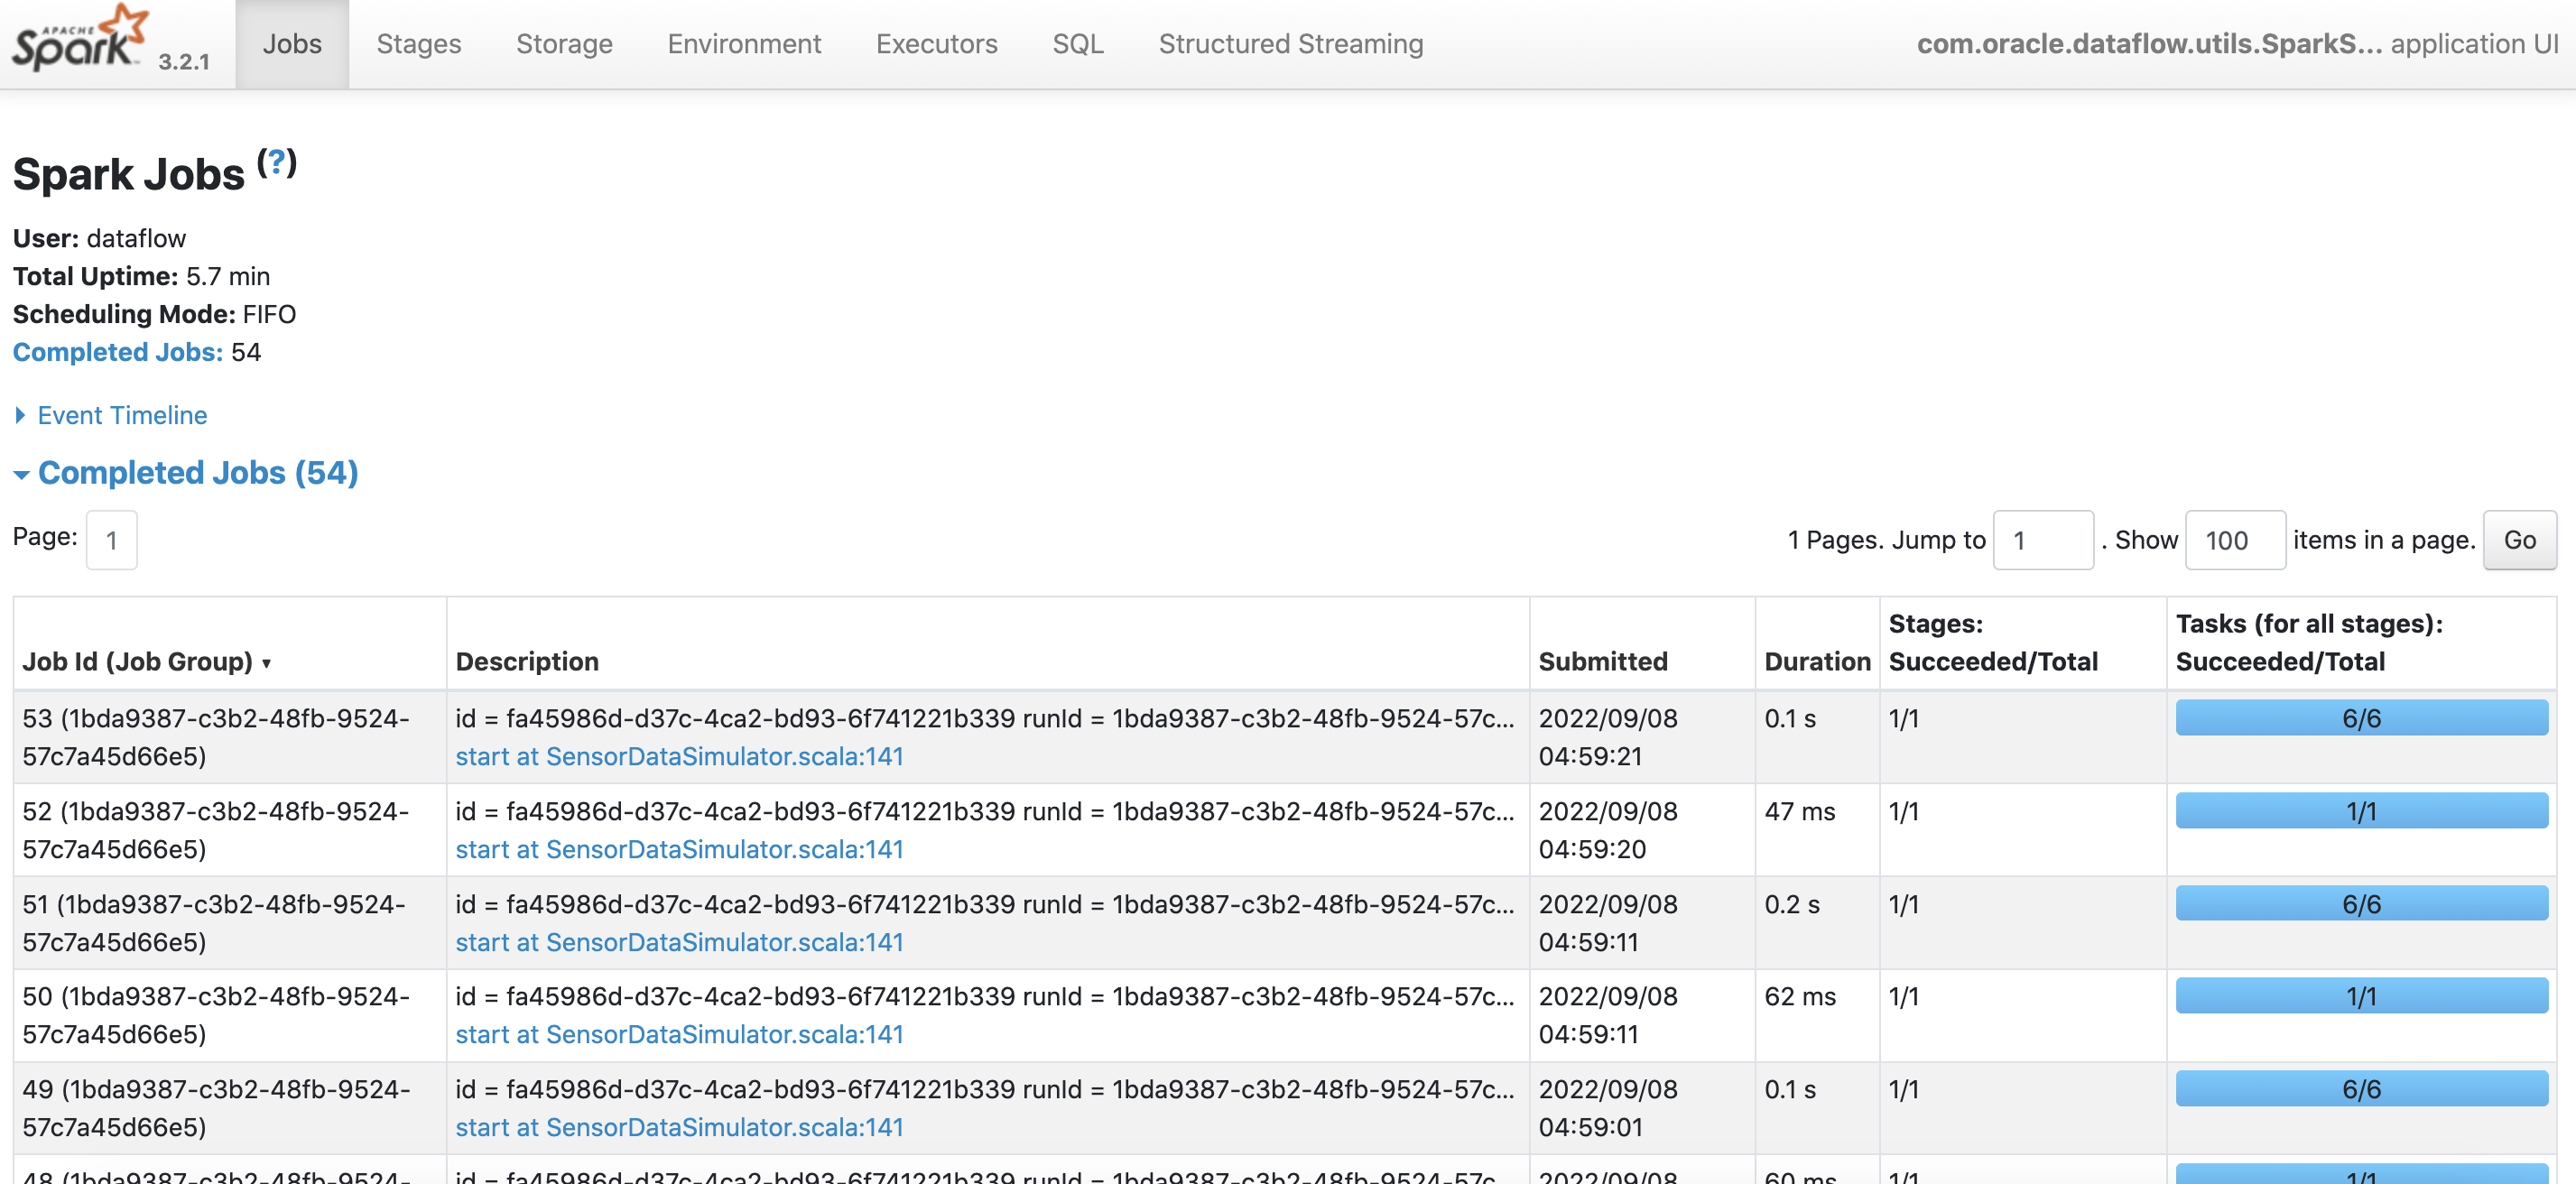 APACHE
Spark 3.2.1 Jobs Stages Storage Environment Executors SQL Structured Streaming com.oracle.dataflow.utils.SparkS... application UI
Spark Jobs (?)
User: dataflow
Total Uptime: 5.7 min
Scheduling Mode: FIFO
Completed Jobs: 54
Event Timeline
Completed Jobs (54)
Page: 1 1 Pages. Jump to 1 . Show 100 items in a page. Go
Job Id (Job Group) ▾ Description Submitted Duration Stages: Succeeded/Total Tasks (for all stages): Succeeded/Total
53 (1bda9387-c3b2-48fb-9524- id = fa45986d-d37c-4ca2-bd93-6f741221b339 runId = 1bda9387-c3b2-48fb-9524-57c... 2022/09/08 0.1 s 1/1 6/6
57c7a45d66e5) start at SensorDataSimulator.scala:141 04:59:21
52 (1bda9387-c3b2-48fb-9524- id = fa45986d-d37c-4ca2-bd93-6f741221b339 runId = 1bda9387-c3b2-48fb-9524-57c... 2022/09/08 47 ms 1/1 1/1
57c7a45d66e5) start at SensorDataSimulator.scala:141 04:59:20
51 (1bda9387-c3b2-48fb-9524- id = fa45986d-d37c-4ca2-bd93-6f741221b339 runId = 1bda9387-c3b2-48fb-9524-57c... 2022/09/08 0.2 s 1/1 6/6
57c7a45d66e5) start at SensorDataSimulator.scala:141 04:59:11
50 (1bda9387-c3b2-48fb-9524- id = fa45986d-d37c-4ca2-bd93-6f741221b339 runId = 1bda9387-c3b2-48fb-9524-57c... 2022/09/08 62 ms 1/1 1/1
57c7a45d66e5) start at SensorDataSimulator.scala:141 04:59:11
49 (1bda9387-c3b2-48fb-9524- id = fa45986d-d37c-4ca2-bd93-6f741221b339 runId = 1bda9387-c3b2-48fb-9524-57c... 2022/09/08 0.1 s 1/1 6/6
57c7a45d66e5) start at SensorDataSimulator.scala:141 04:59:01
48 (1bda9387-c3b2-48fb-9524- id = fa45986d-d37c-4ca2-bd93-6f741221b339 runId = 1bda9387-c3b2-48fb-9524-57c... 2022/09/08 60 ms 1/1 1/1